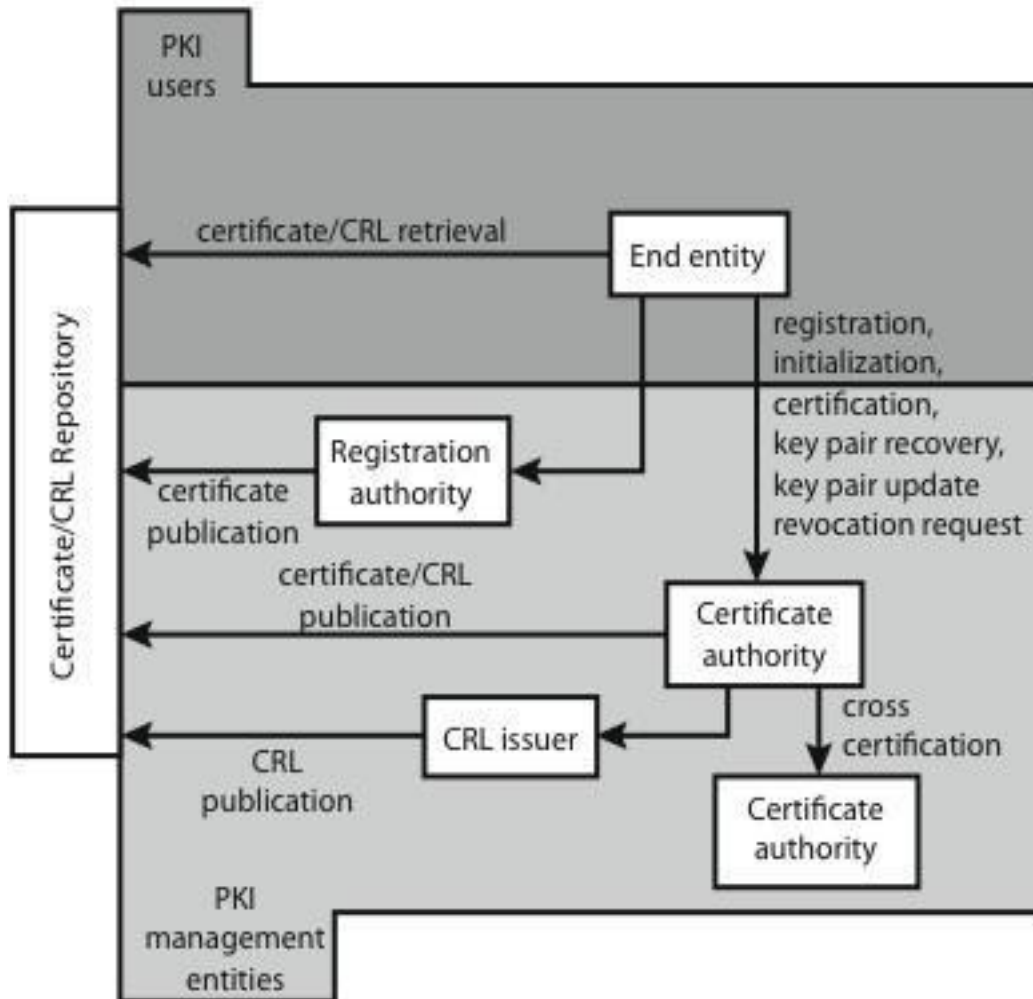 PKI
users
certificate/CRL retrieval
End entity
Certificate/CRL Repository
registration,
initialization,
certification,
key pair recovery,
key pair update
revocation request
Registration
authority
certificate
publication
certificate/CRL
publication
Certificate
authority
CRL issuer
cross
certification
CRL
publication
Certificate
authority
PKI
management
entities